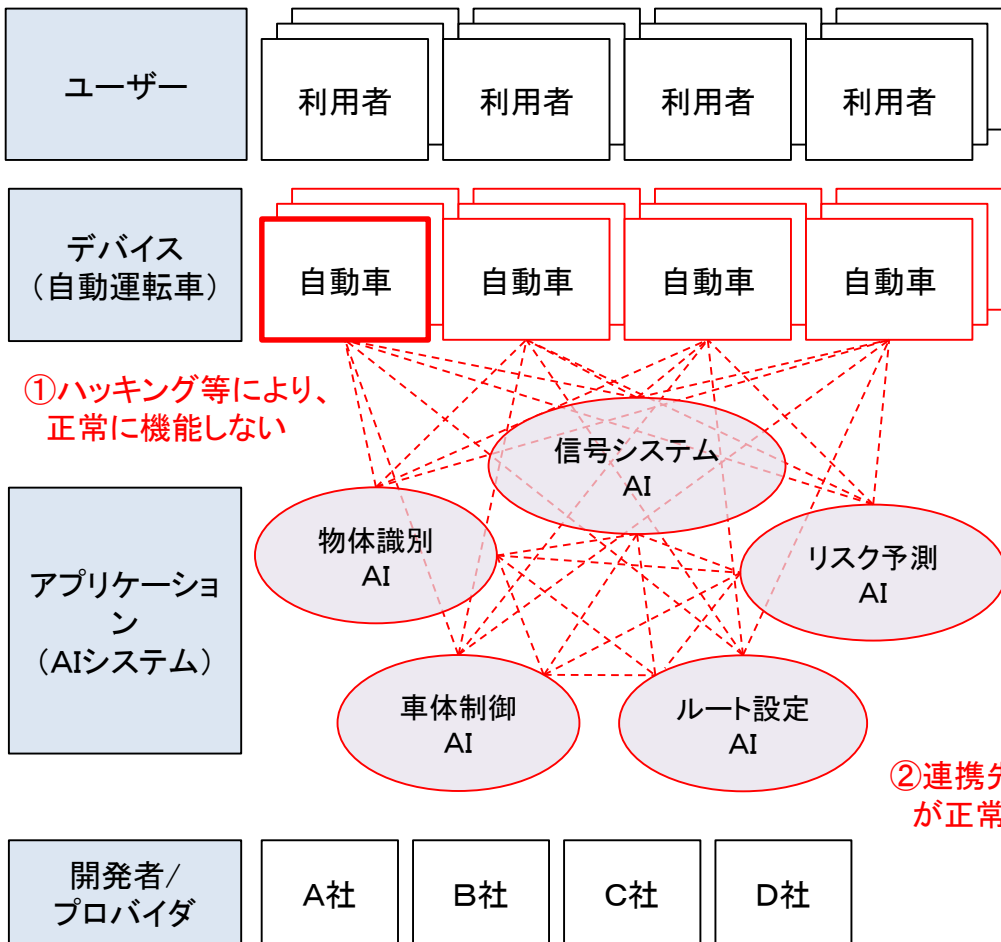 ユーザー
利用者
利用者
利用者
利用者
デバイス
（自動運転車）
自動車
自動車
自動車
自動車
①ハッキング等により、
正常に機能しない
信号システム
AI
物体識別
AI
リスク予測
AI
アプリケーショ
ン
（AIシステム）
車体制御
AI
ルート設定
AI
②連携先
が正常
開発者/
プロバイダ
A社
B社
C社
D社